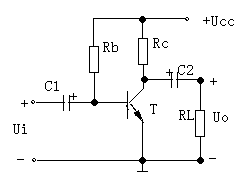 +Ucc
Rb
Rc
C1
+
C2
+
+
+
T
Ui
RL
Uo
-
-